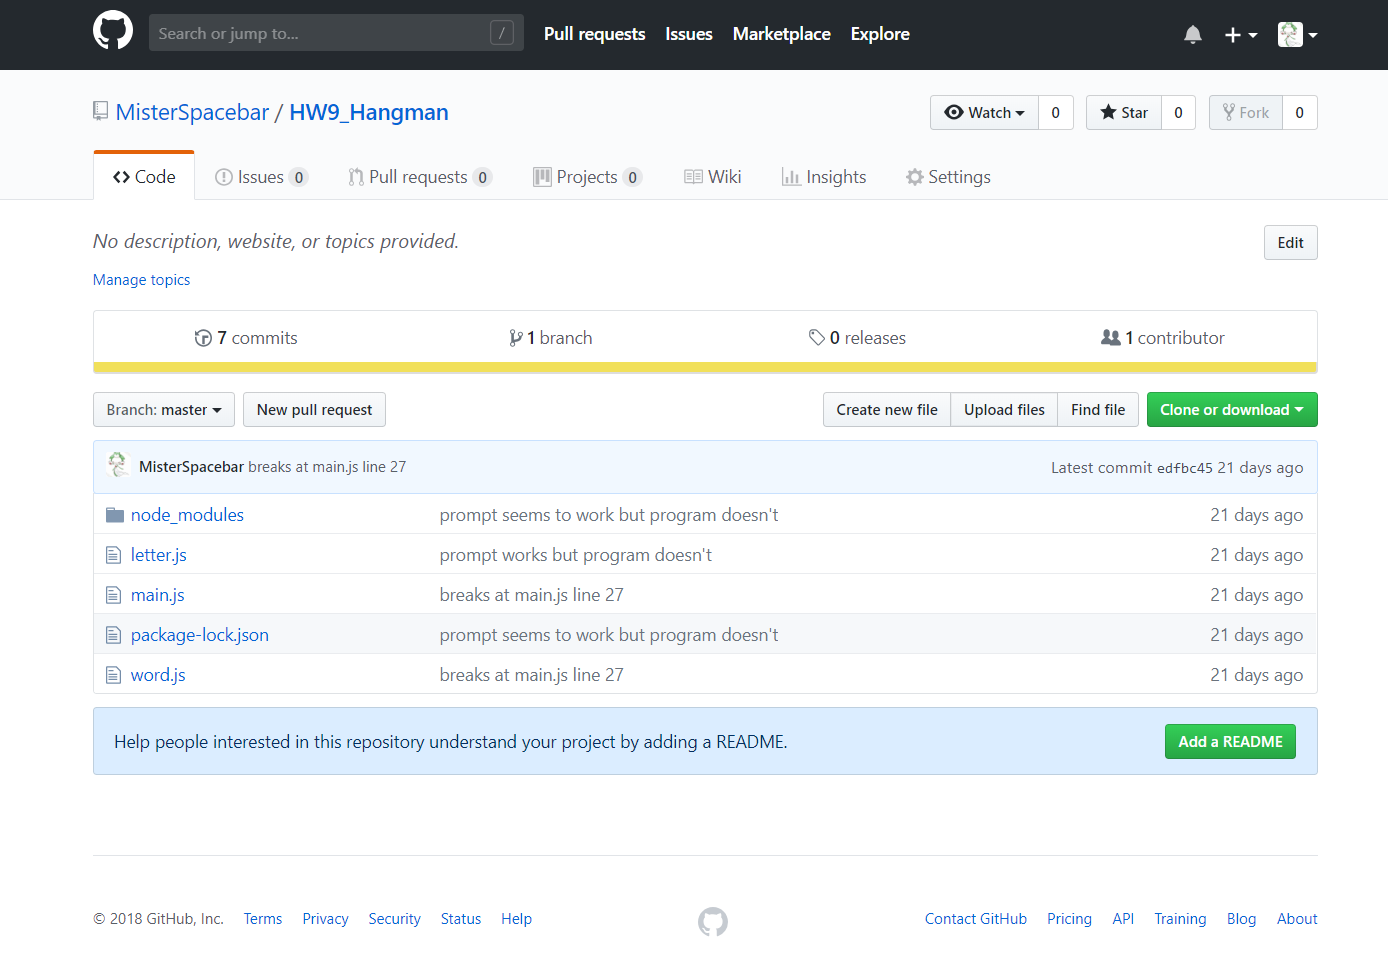 Search or jump to... / Pull requests Issues Marketplace Explore
MisterSpacebar / HW9_Hangman Watch 0 Star 0 Fork 0
Code Issues 0 Pull requests 0 Projects 0 Wiki Insights Settings
No description, website, or topics provided. Edit
Manage topics
7 commits 1 branch 0 releases 1 contributor
Branch: master New pull request Create new file Upload files Find file Clone or download
MisterSpacebar breaks at main.js line 27 Latest commit edfbc45 21 days ago
node_modules prompt seems to work but program doesn't 21 days ago
letter.js prompt works but program doesn't 21 days ago
main.js breaks at main.js line 27 21 days ago
package-lock.json prompt seems to work but program doesn't 21 days ago
word.js breaks at main.js line 27 21 days ago
Help people interested in this repository understand your project by adding a README. Add a README
© 2018 GitHub, Inc. Terms Privacy Security Status Help Contact GitHub Pricing API Training Blog About